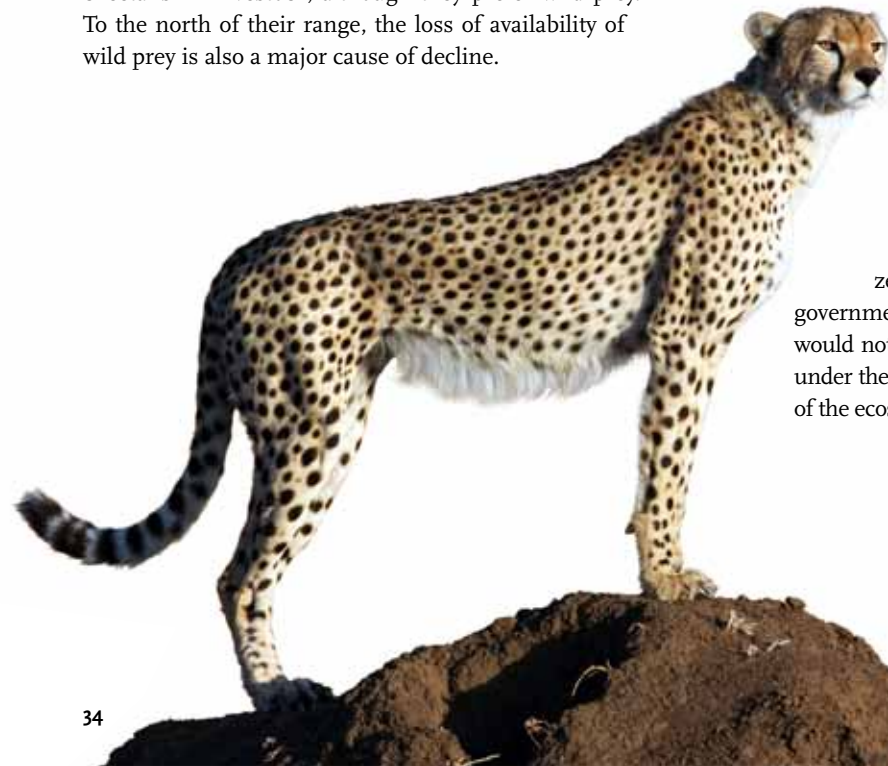 To the north of their range, the loss of availability of
wild prey is also a major cause of decline.
governme
would no
under the
of the ecos
34